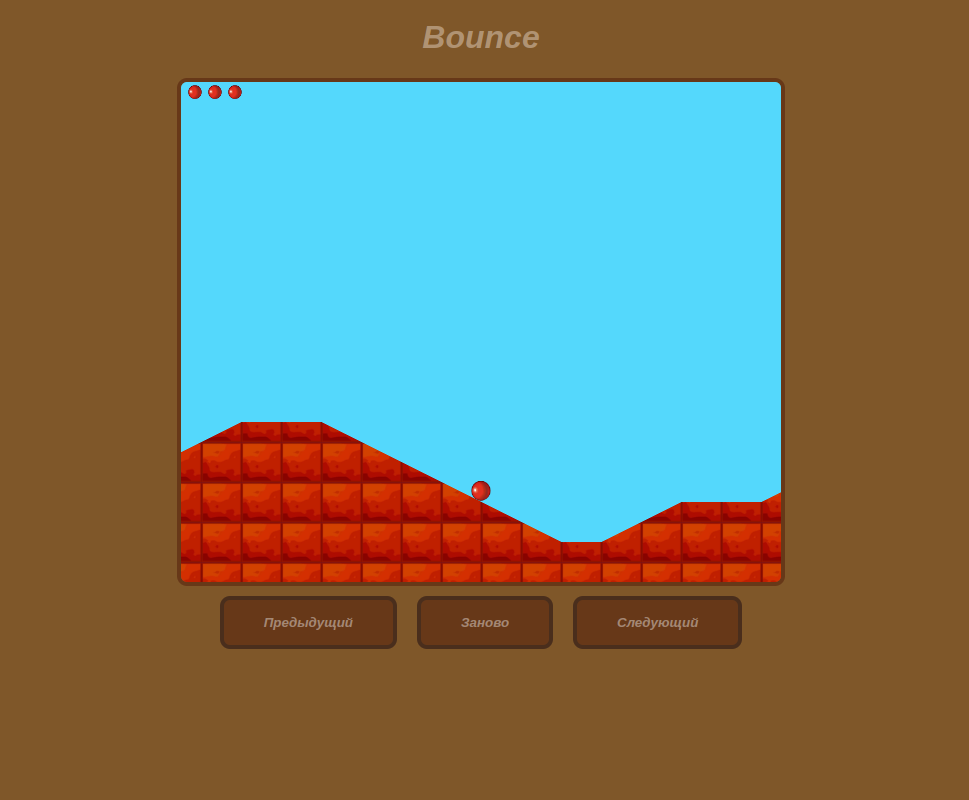 Bounce
Предыдущий
Заново
Следующий